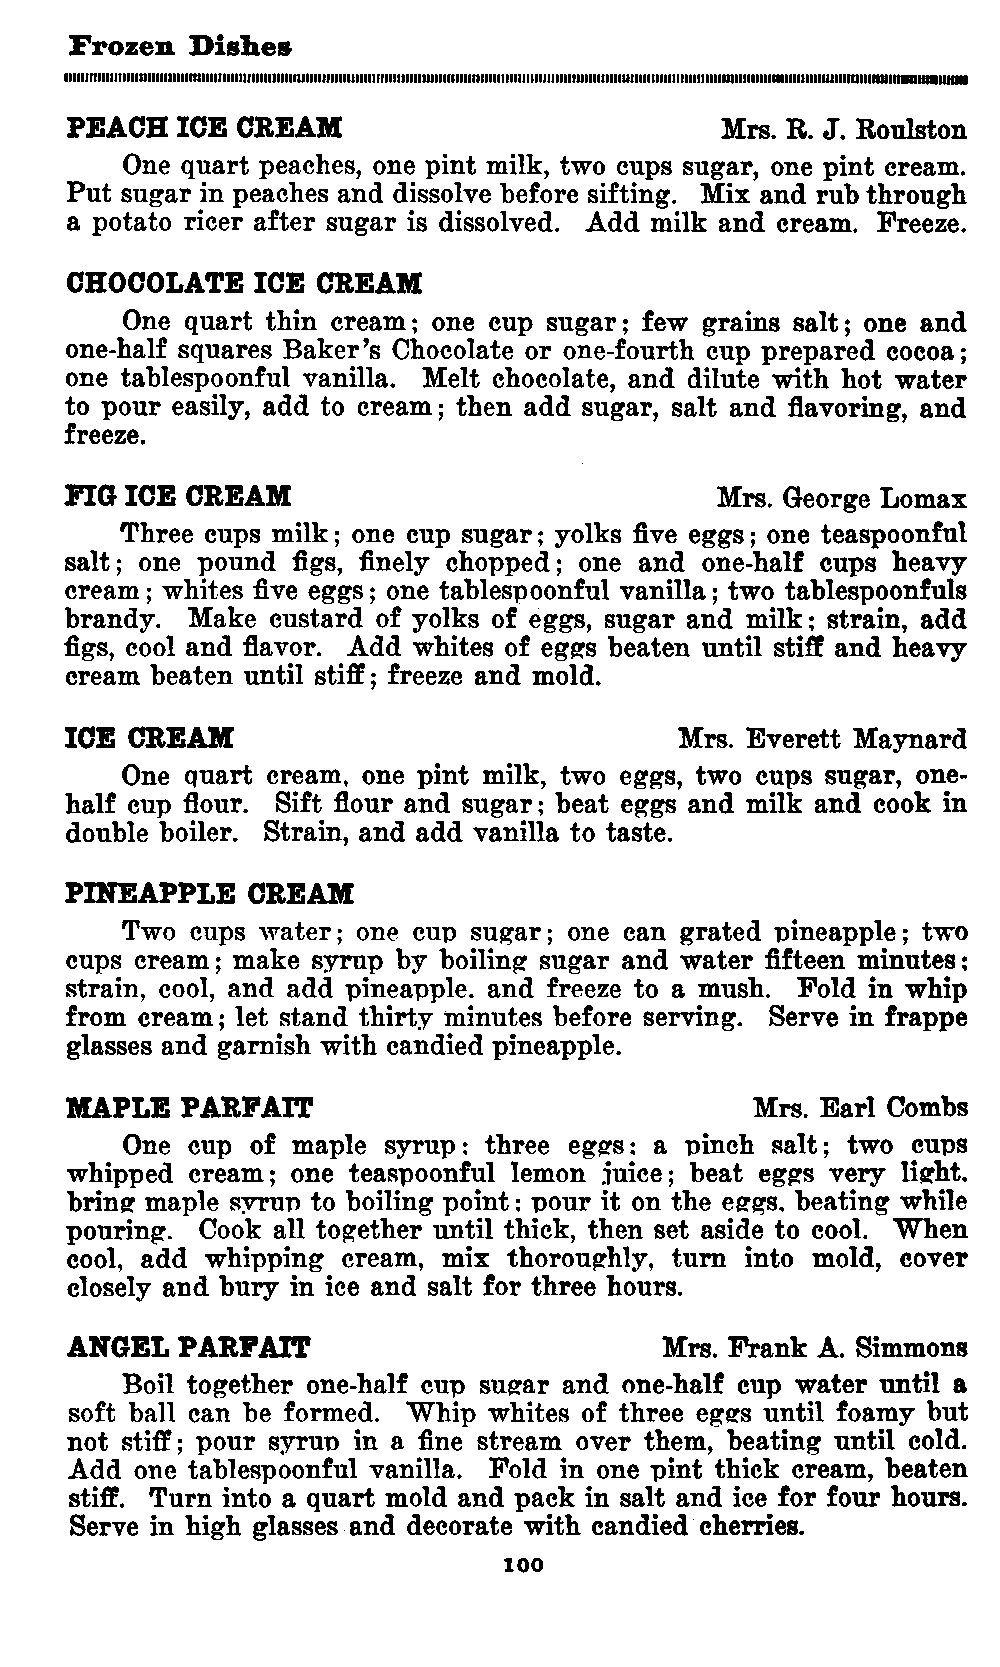 Frozen Dishes
PEACH ICE CREAM Mrs. R. J. Roulston
One quart peaches, one pint milk, two cups sugar, one pint cream.
Put sugar in peaches and dissolve before sifting. Mix and rub through
a potato ricer after sugar is dissolved. Add milk and cream. Freeze.
CHOCOLATE ICE CREAM
One quart thin cream; one cup sugar; few grains salt; one and
one-half squares Baker's Chocolate or one-fourth cup prepared cocoa;
one tablespoonful vanilla. Melt chocolate, and dilute with hot water
to pour easily, add to cream; then add sugar, salt and flavoring, and
freeze.
FIG ICE CREAM Mrs. George Lomax
Three cups milk; one cup sugar; yolks five eggs; one teaspoonful
salt; one pound figs, finely chopped; one and one-half cups heavy
cream; whites five eggs; one tablespoonful vanilla; two tablespoonfuls
brandy. Make custard of yolks of eggs, sugar and milk; strain, add
figs, cool and flavor. Add whites of eggs beaten until stiff and heavy
cream beaten until stiff; freeze and mold.
ICE CREAM Mrs. Everett Maynard
One quart cream, one pint milk, two eggs, two cups sugar, one-
half cup flour. Sift flour and sugar; beat eggs and milk and cook in
double boiler. Strain, and add vanilla to taste.
PINEAPPLE CREAM
Two cups water; one cup sugar; one can grated pineapple; two
cups cream; make syrup by boiling sugar and water fifteen minutes;
strain, cool, and add pineapple. and freeze to a mush. Fold in whip
from cream; let stand thirty minutes before serving. Serve in frappe
glasses and garnish with candied pineapple.
MAPLE PARFAIT Mrs. Earl Combs
One cup of maple syrup; three eggs; a pinch salt; two cups
whipped cream; one teaspoonful lemon juice; beat eggs very light.
bring maple syrup to boiling point; pour it on the eggs, beating while
pouring. Cook all together until thick, then set aside to cool. When
cool, add whipping cream, mix thoroughly, turn into mold, cover
closely and bury in ice and salt for three hours.
ANGEL PARFAIT Mrs. Frank A. Simmons
Boil together one-half cup sugar and one-half cup water until a
soft ball can be formed. Whip whites of three eggs until foamy but
not stiff; pour syrup in a fine stream over them, beating until cold.
Add one tablespoonful vanilla. Fold in one pint thick cream, beaten
stiff. Turn into a quart mold and pack in salt and ice for four hours.
Serve in high glasses and decorate with candied cherries.
100